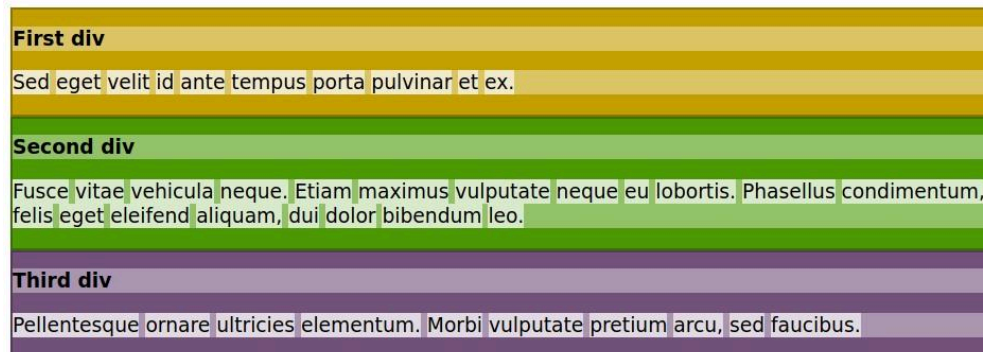 First div
Sed eget velit id ante tempus porta pulvinar et ex.
Second div
Fusce vitae vehicula neque. Etiam maximus vulputate neque eu lobortis. Phasellus condimentum,
felis eget eleifend aliquam, dui dolor bibendum leo.
Third div
Pellentesque ornare ultricies elementum. Morbi vulputate pretium arcu, sed faucibus.